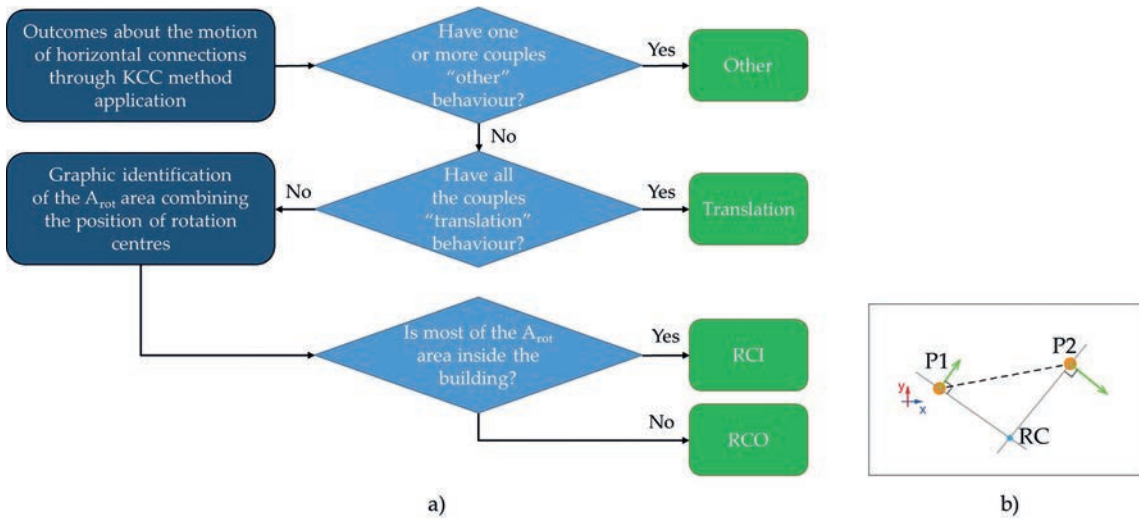 Outcomes about the motion
of horizontal connections
through KCC method
application
Have one
or more couples
“other”
behaviour?
Yes
Other
No
Graphic identification
of the Arot area combining
the position of rotation
centres
No
Have all
the couples
“translation”
behaviour?
Yes
Translation
Is most of the Arot
area inside the
building?
Yes
RCI
No
RCO
a)
P1
P2
y
x
RC
b)